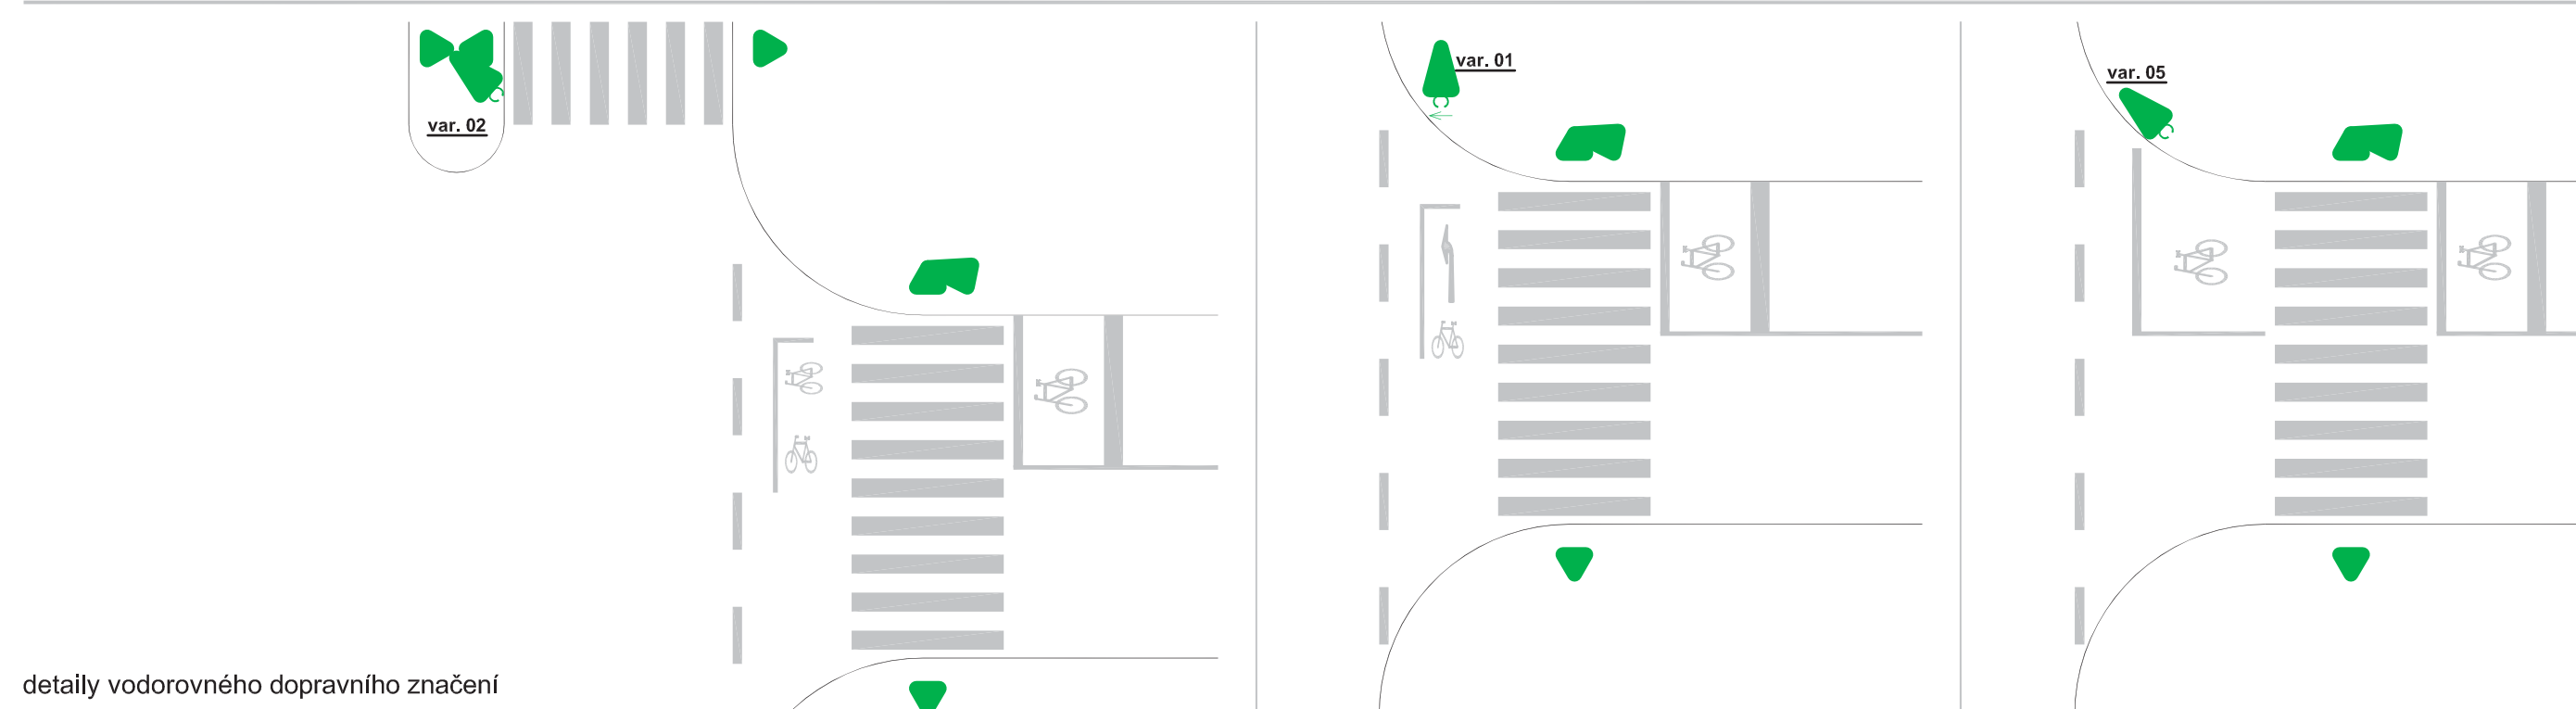 var. 02
var. 01
var. 05
detaily vodorovného dopravního značení